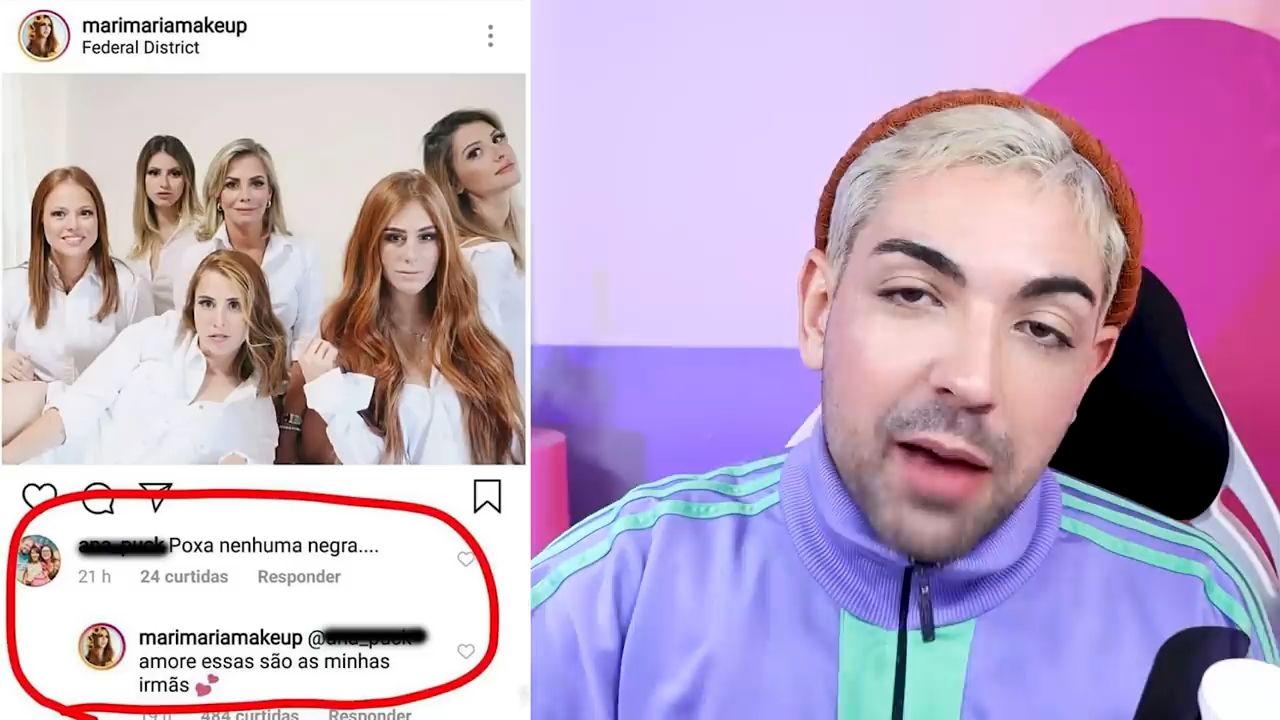 marimariamakeup
Federal District
Poxa nenhuma negra....
21 h 24 curtidas Responder
marimariamakeup @
amore essas são as minhas
irmãs 💕
19 h 484 curtidas Responder